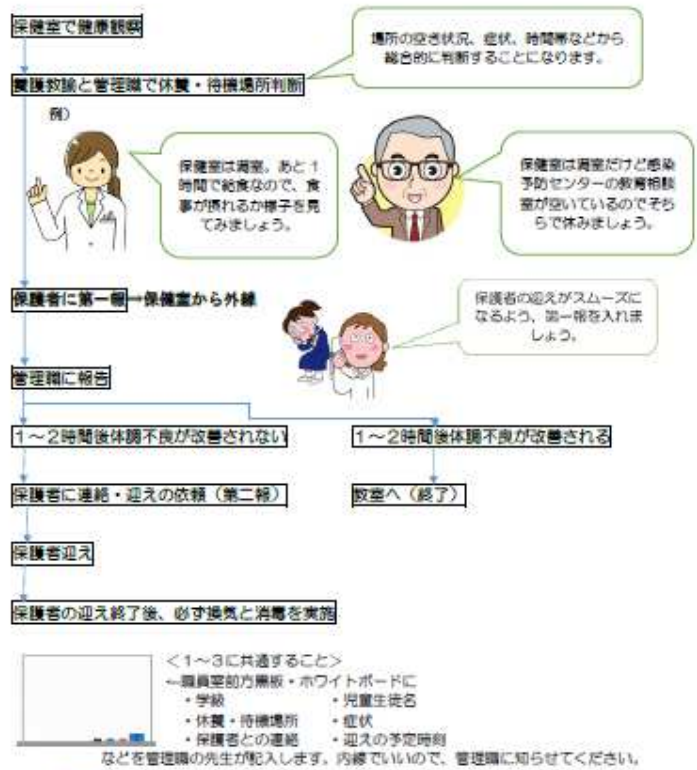 保健室で健康観察
場所の空き状況、症状、時間帯などから
総合的に判断することになります。
養護教諭と管理職で休養・待機場所判断
例）
保健室は満室。あと１
時間で給食なので、食
事が摂れるか様子を見
てみましょう。
保健室は満室だけど感染
予防センターの教育相談
室が空いているのでそち
らで休みましょう。
保護者に第一報→保健室から外線
保護者の迎えがスムーズに
なるよう、第一報を入れま
しょう。
管理職に報告
１～２時間後体調不良が改善されない
１～２時間後体調不良が改善される
保護者に連絡・迎えの依頼（第二報）
教室へ（終了）
保護者迎え
保護者の迎え終了後、必ず換気と消毒を実施
＜１～３に共通すること＞
←職員室前方黒板・ホワイトボードに
・学級 ・児童生徒名
・休養・待機場所 ・症状
・保護者との連絡 ・迎えの予定時刻
などを管理職の先生が記入します。内線でいいので、管理職に知らせてください。